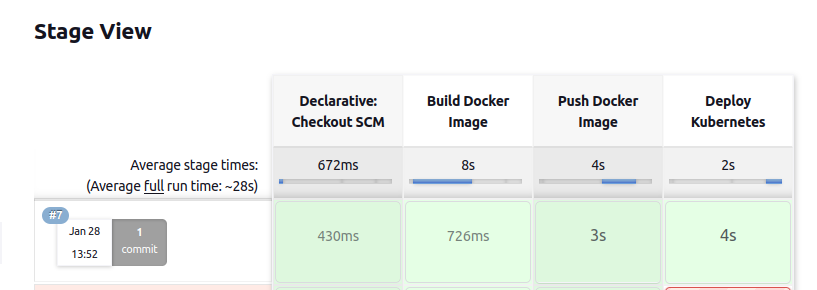 Stage View
Declarative: Checkout SCM
Build Docker Image
Push Docker Image
Deploy Kubernetes
Average stage times:
(Average full run time: ~28s)
672ms
8s
4s
2s
#7
Jan 28
13:52
1
commit
430ms
726ms
3s
4s